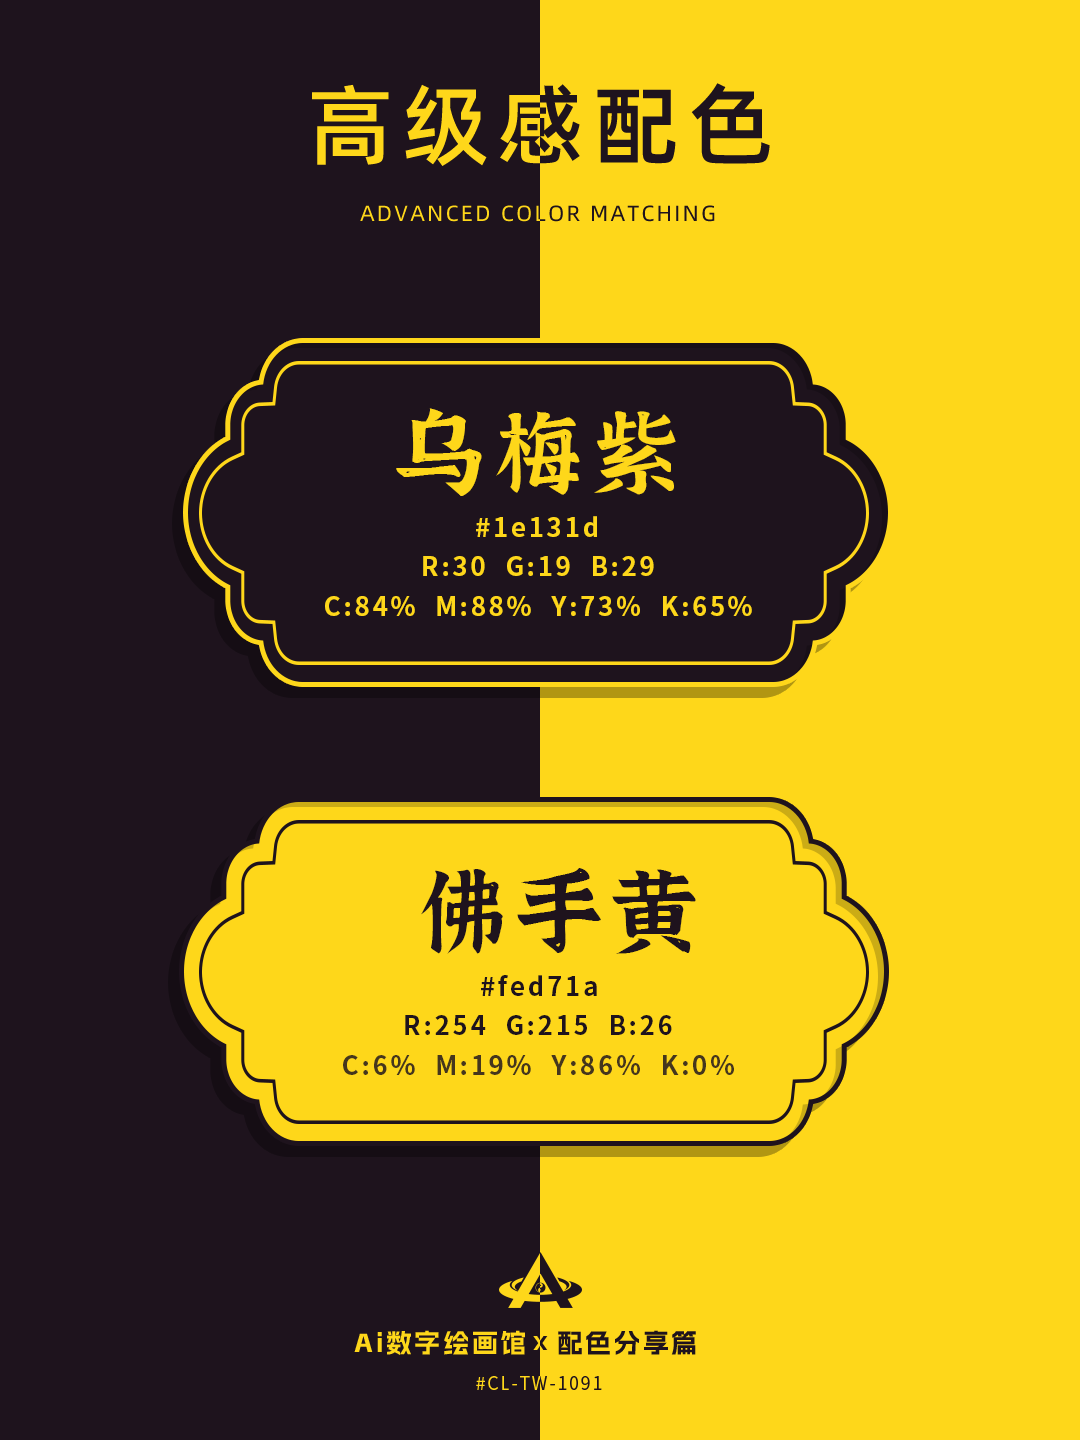 高级感配色
ADVANCED COLOR MATCHING
乌梅紫
#1e131d
R:30 G:19 B:29
C:84% M:88% Y:73% K:65%
佛手黄
#fed71a
R:254 G:215 B:26
C:6% M:19% Y:86% K:0%
Ai数字绘画馆 x 配色分享篇
#CL-TW-1091